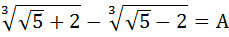 ∛(√5 + 2) − ∛(√5 − 2) = A